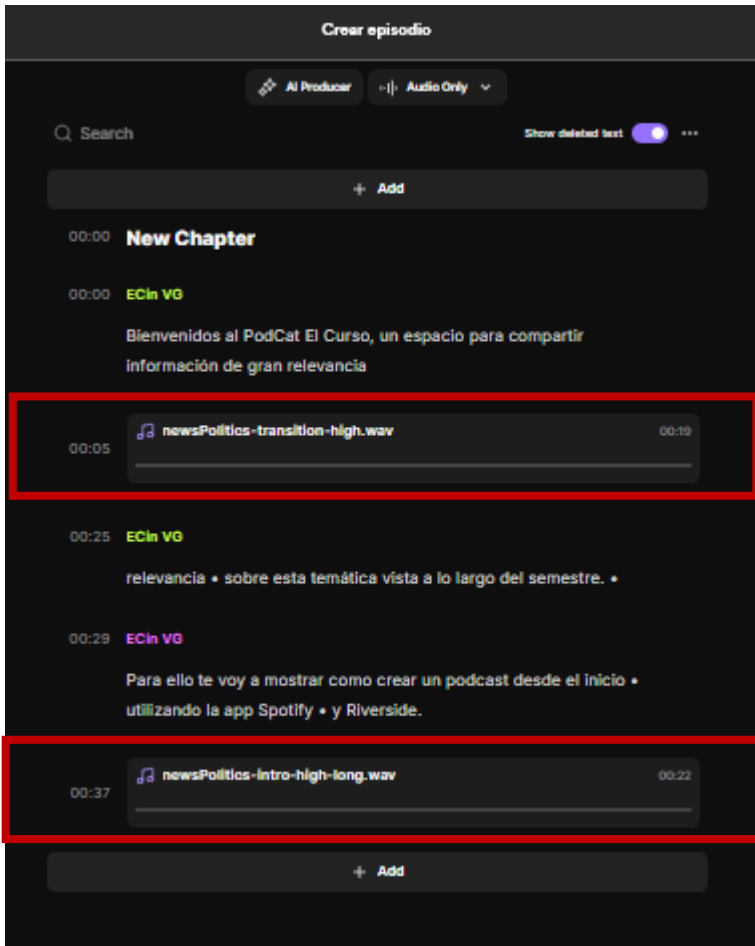 Crear episodio
AI Producer
Audio Only
Search
Show deleted text
+ Add
00:00 New Chapter
00:00 ECin VG
Bienvenidos al PodCat El Curso, un espacio para compartir
información de gran relevancia
newsPolitics-transition-high.wav 00:19
00:05
00:25 ECin VG
relevancia • sobre esta temática vista a lo largo del semestre. •
00:29 ECin VG
Para ello te voy a mostrar como crear un podcast desde el inicio •
utilizando la app Spotify • y Riverside.
newsPolitics-intro-high-long.wav 00:22
00:37
+ Add